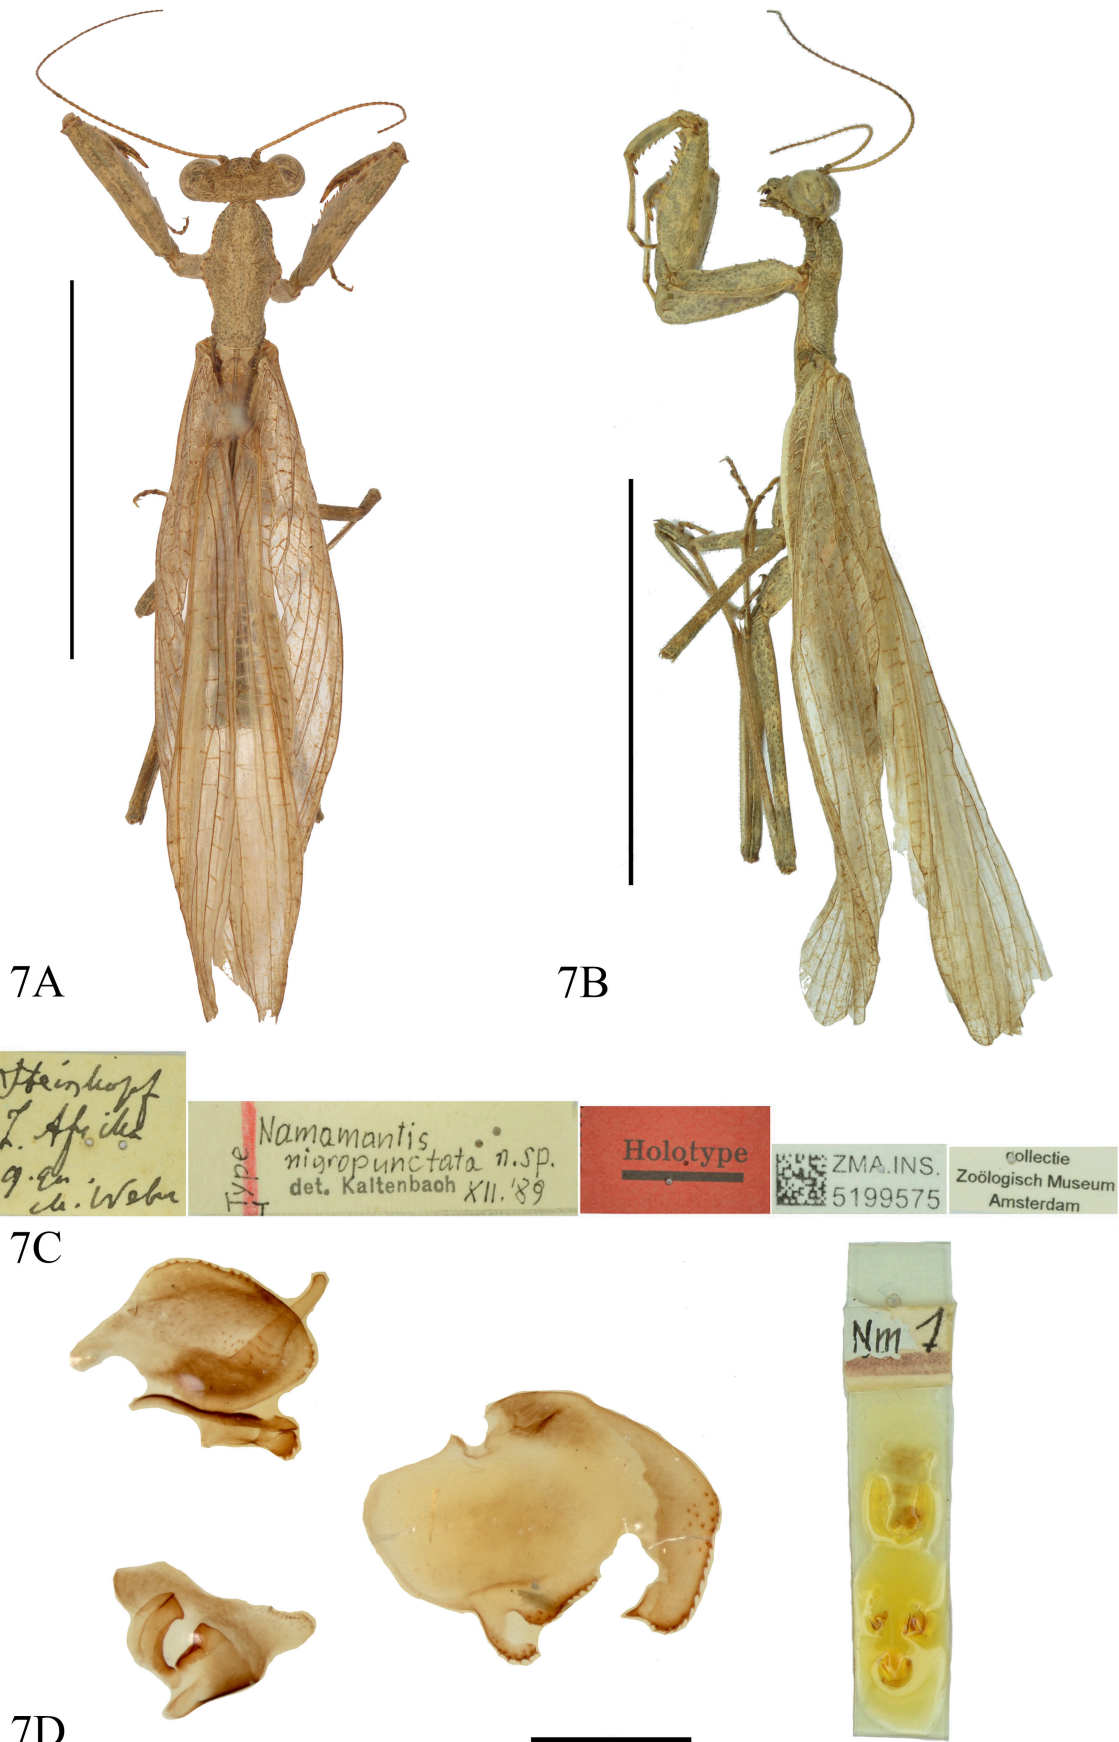 7A
7B
Steinkopf
Z. Afrika
M. Weber
Type
Namamantis
nigropunctata n.sp.
det. Kaltenbach XII.'89
Holotype
ZMA.INS.
5199575
collectie
Zoölogisch Museum
Amsterdam
7C
Nm 1
7D